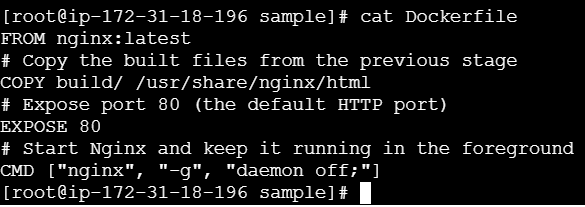 [root@ip-172-31-18-196 sample]# cat Dockerfile
FROM nginx:latest
# Copy the built files from the previous stage
COPY build/ /usr/share/nginx/html
# Expose port 80 (the default HTTP port)
EXPOSE 80
# Start Nginx and keep it running in the foreground
CMD ["nginx", "-g", "daemon off;"]
[root@ip-172-31-18-196 sample]#